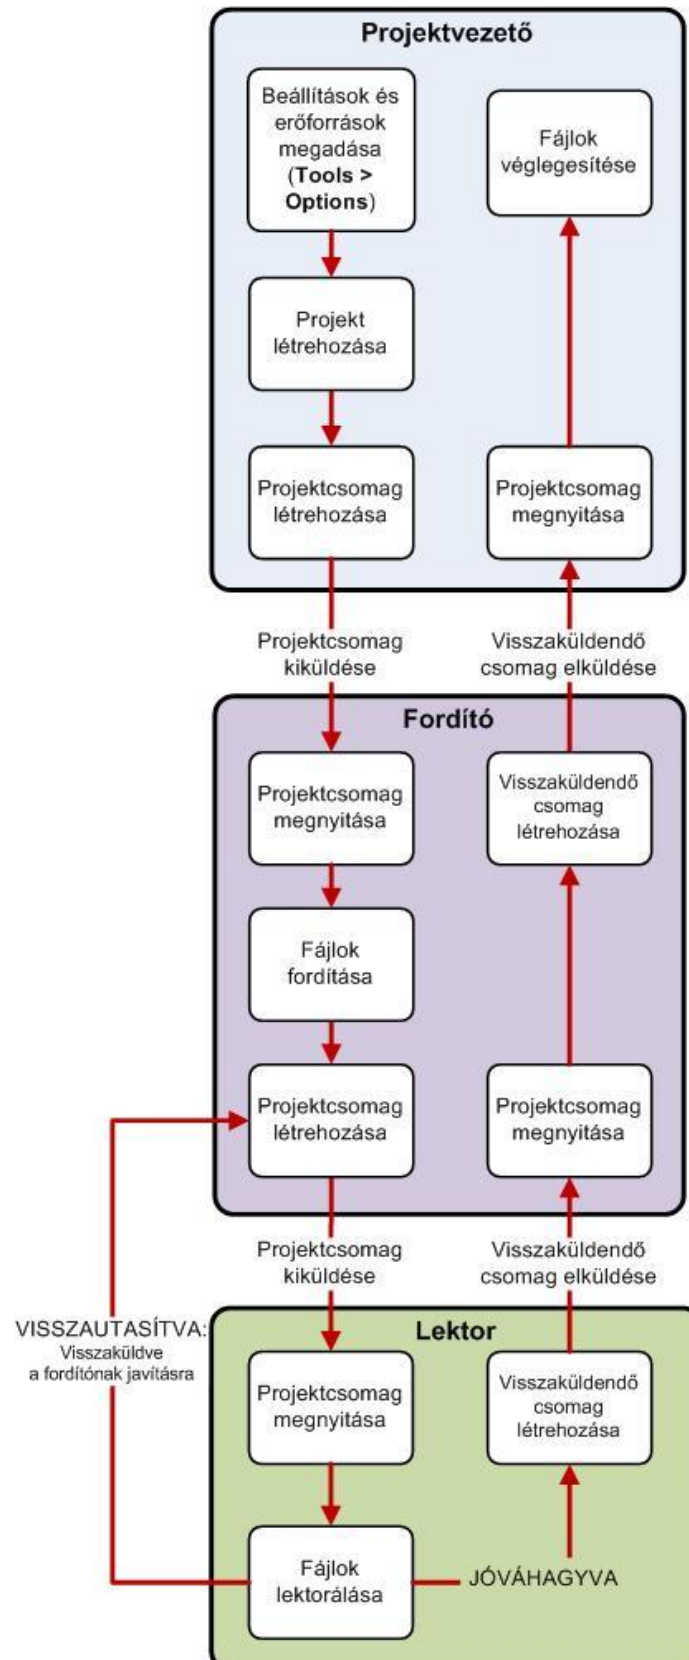 Projektvezető
Beállítások és
erőforrások
megadása
(Tools >
Options)
Fájlok
véglegesítése
Projekt
létrehozása
Projektcsomag
létrehozása
Projektcsomag
megnyitása
Projektcsomag
kiküldése
Visszaküldendő
csomag elküldése
Fordító
Projektcsomag
megnyitása
Visszaküldendő
csomag
létrehozása
Fájlok
fordítása
Projektcsomag
létrehozása
Projektcsomag
megnyitása
Projektcsomag
kiküldése
Visszaküldendő
csomag elküldése
VISSZAUTASÍTVA:
Visszaküldve
a fordítónak javításra
Lektor
Projektcsomag
megnyitása
Visszaküldendő
csomag
létrehozása
Fájlok
lektorálása
JÓVÁHAGYVA